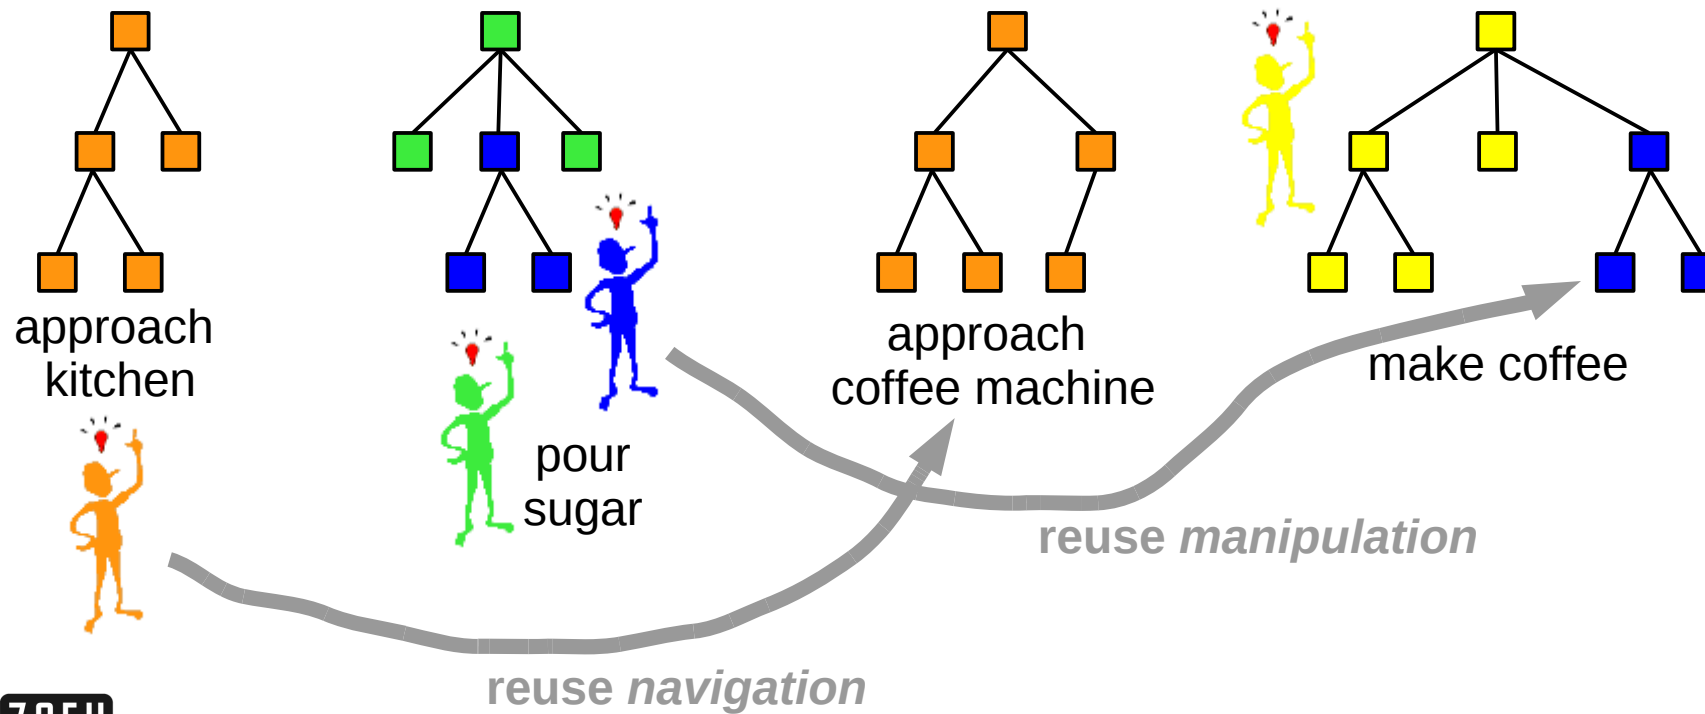 approach
kitchen
pour
sugar
approach
coffee machine
make coffee
reuse manipulation
reuse navigation